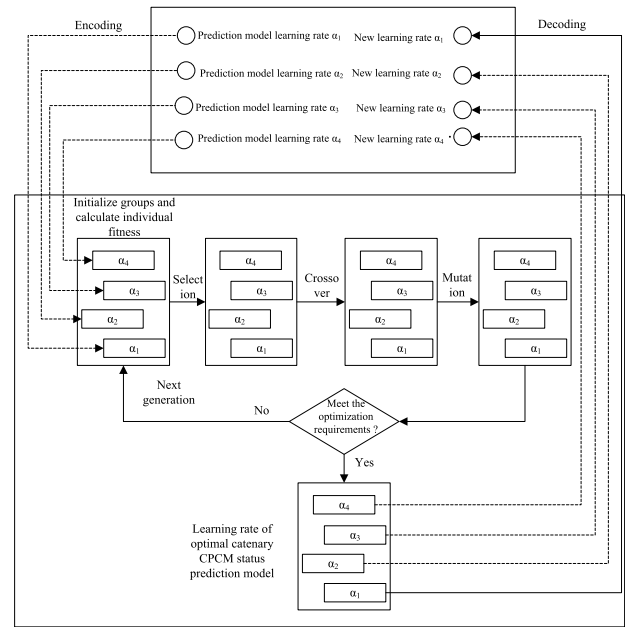 Encoding
Decoding
Prediction model learning rate α1
New learning rate α1
Prediction model learning rate α2
New learning rate α2
Prediction model learning rate α3
New learning rate α3
Prediction model learning rate α4
New learning rate α4
Initialize groups and
calculate individual
fitness
α4
α3
α2
α1
Select
ion
α4
α3
α2
α1
Crosso
ver
α4
α3
α2
α1
Mutat
ion
α4
α3
α2
α1
Next
generation
No
Meet the
optimization
requirements ?
Yes
Learning rate of
optimal catenary
CPCM status
prediction model
α4
α3
α2
α1